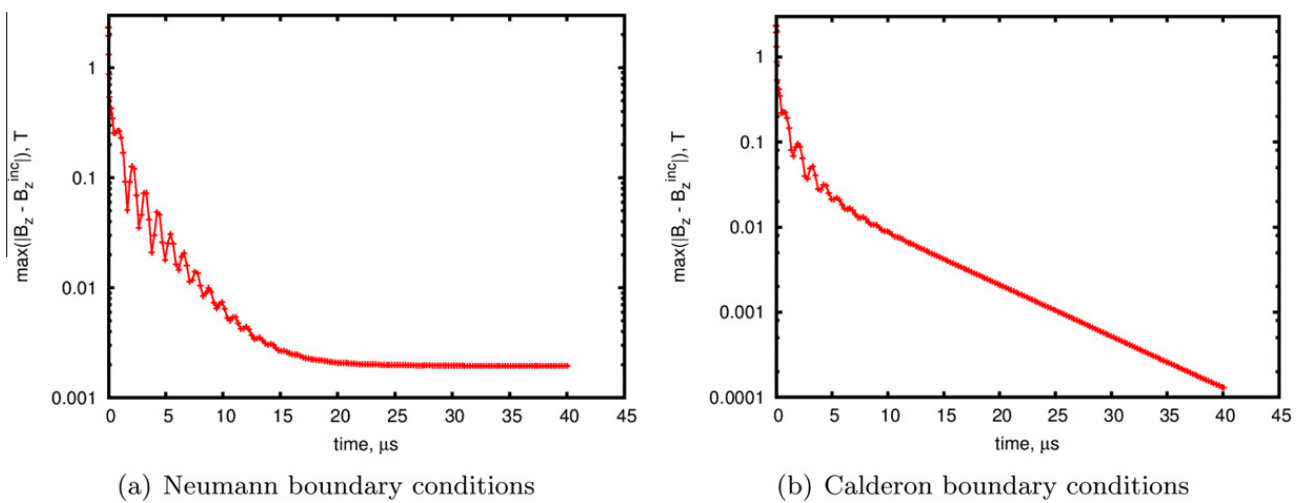 max(|B_z - B_z^inc|), T
1
0.1
0.01
0.001
0 5 10 15 20 25 30 35 40 45
time, μs
(a) Neumann boundary conditions
max(|B_z - B_z^inc|), T
1
0.1
0.01
0.001
0.0001
0 5 10 15 20 25 30 35 40 45
time, μs
(b) Calderon boundary conditions